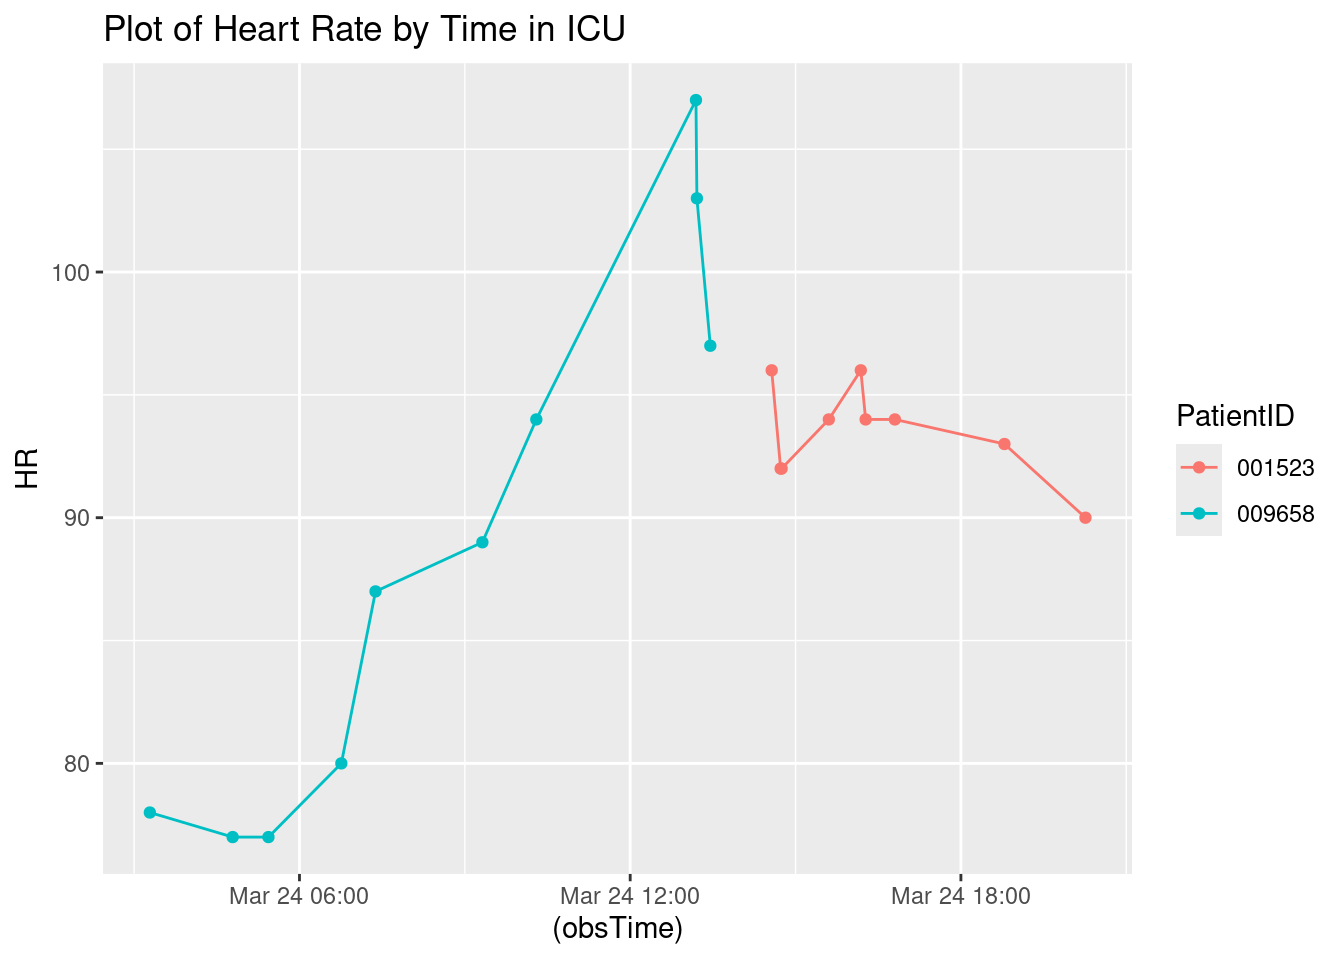 Plot of Heart Rate by Time in ICU
HR
100
90
80
Mar 24 06:00
Mar 24 12:00
Mar 24 18:00
(obsTime)
PatientID
001523
009658